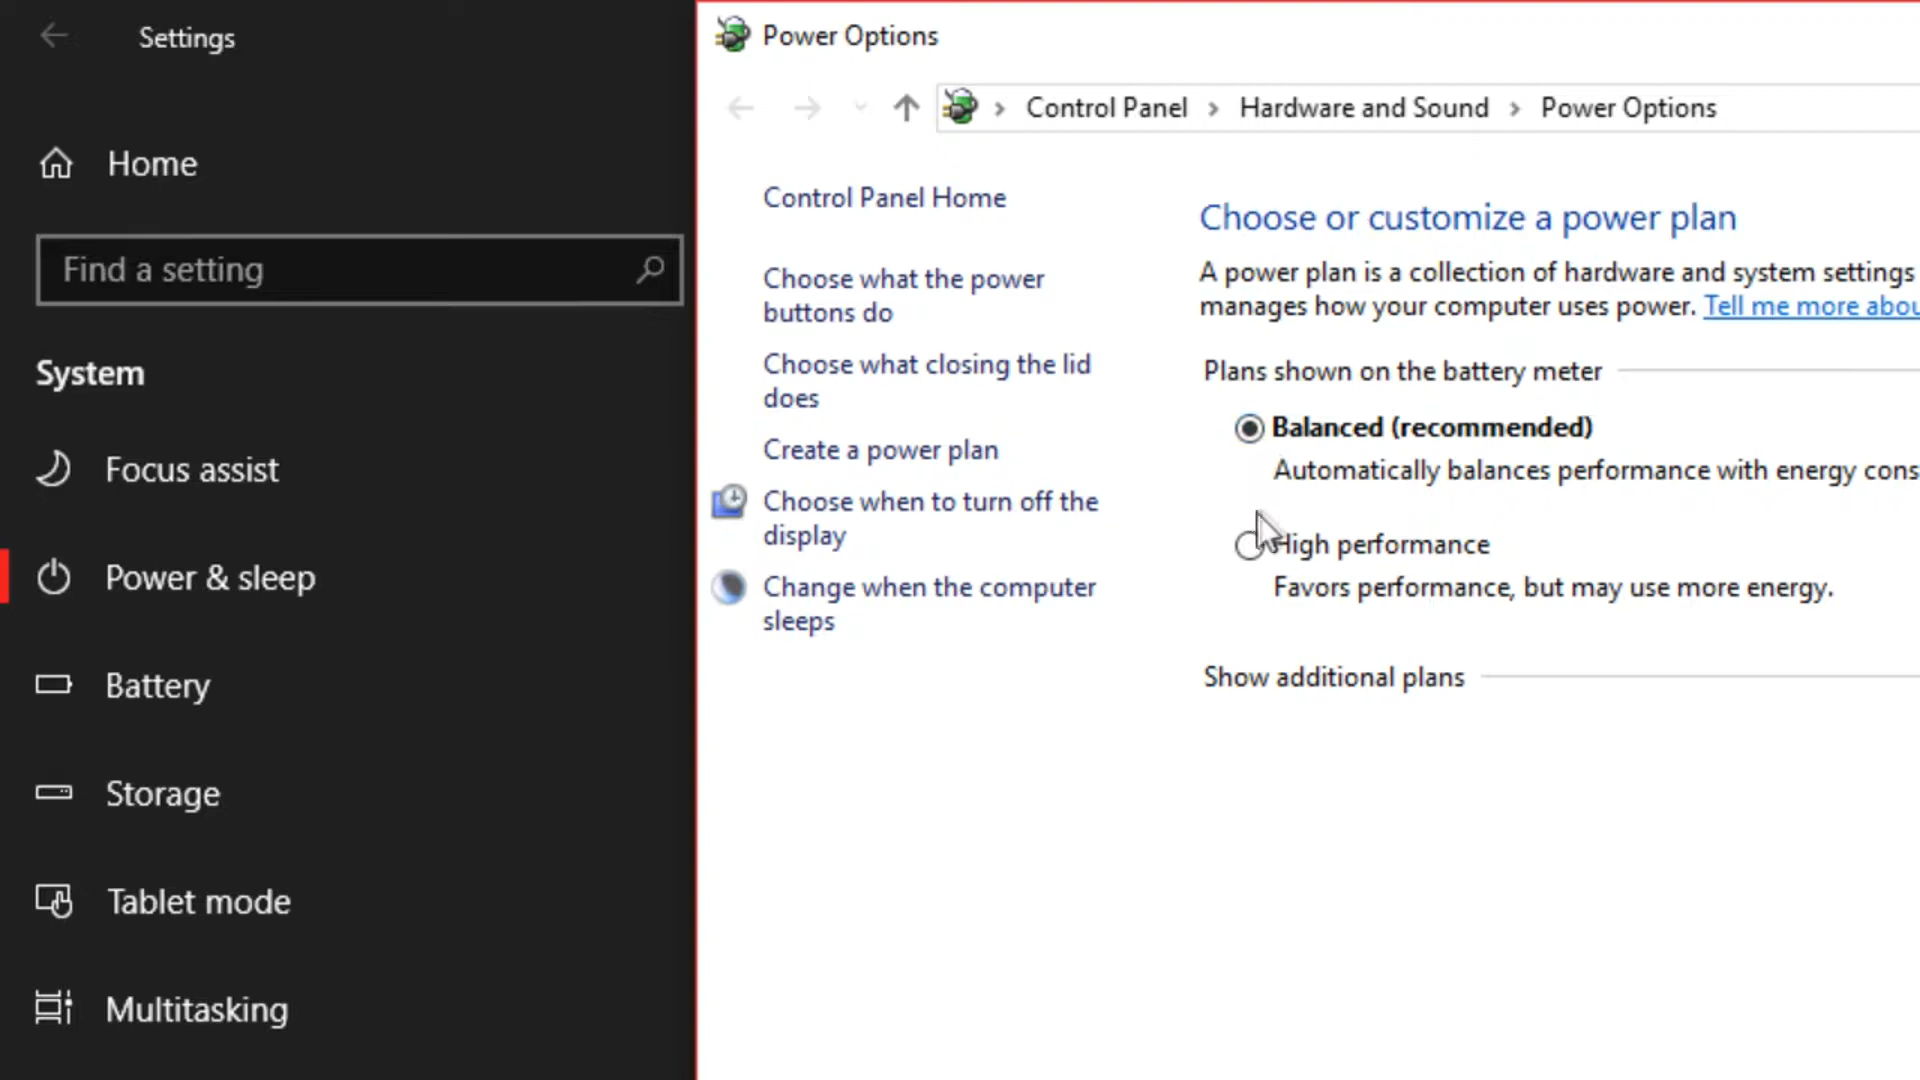 Settings
Home
Find a setting
System
Focus assist
Power & sleep
Battery
Storage
Tablet mode
Multitasking
Power Options
Control Panel > Hardware and Sound > Power Options
Control Panel Home
Choose what the power
buttons do
Choose what closing the lid
does
Create a power plan
Choose when to turn off the
display
Change when the computer
sleeps
Choose or customize a power plan
A power plan is a collection of hardware and system settings
manages how your computer uses power. Tell me more abou
Plans shown on the battery meter
Balanced (recommended)
Automatically balances performance with energy cons
High performance
Favors performance, but may use more energy.
Show additional plans